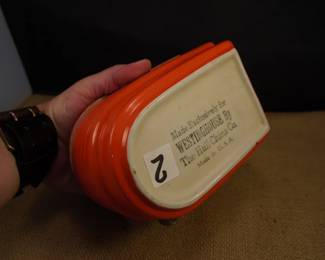 Made Exclusively for
WESTINGHOUSE By
The Hall China Co.
Made in U.S.A.
2